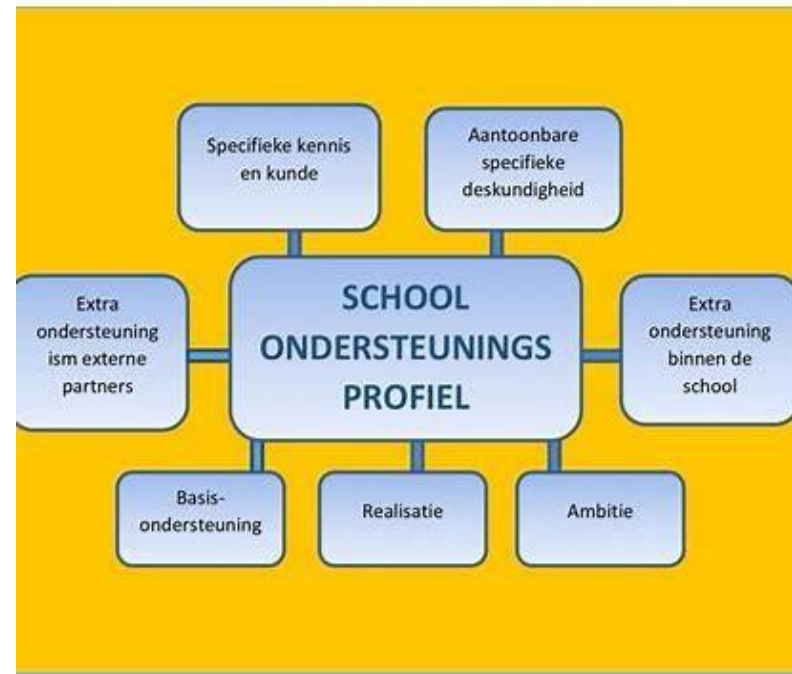 Specifieke kennis
en kunde
Aantoonbare
specifieke
deskundigheid
Extra
ondersteuning
ism externe
partners
SCHOOL
ONDERSTEUNINGS
PROFIEL
Extra
ondersteuning
binnen de
school
Basis-
ondersteuning
Realisatie
Ambitie